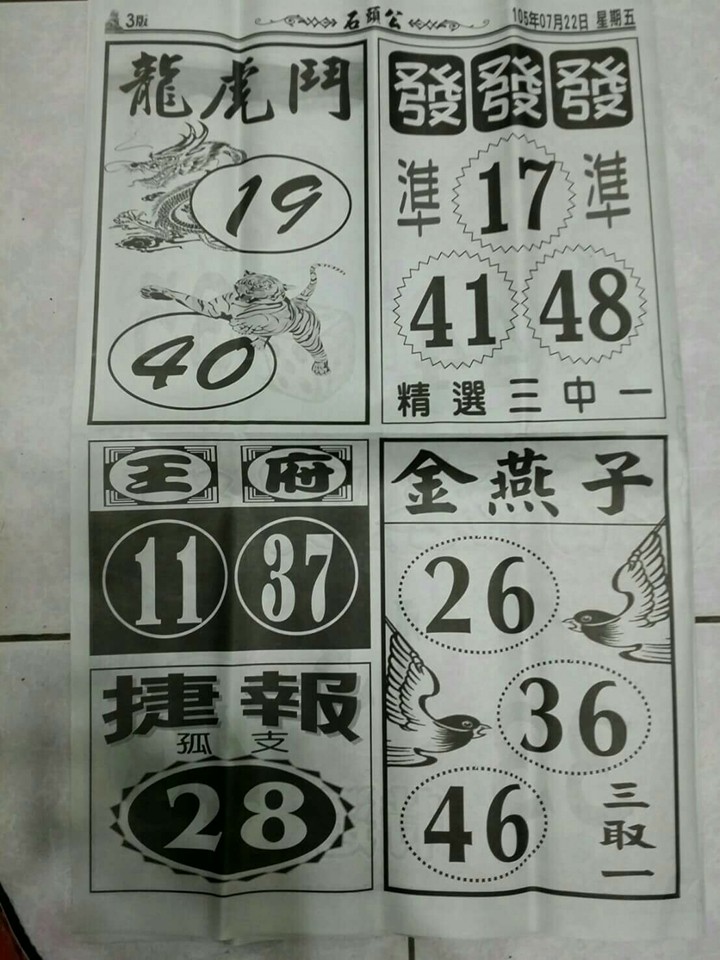 3版 石頭公 105年07月22日 星期五
龍虎鬥
19
40
發發發
準 17 準
41 48
精選三中一
王府
11 37
捷報
孤支
28
金燕子
26
36
46
三取一